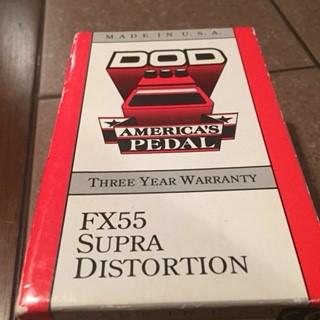 MADE IN U.S.A.
DOD
AMERICA'S
PEDAL
THREE YEAR WARRANTY
FX55
SUPRA
DISTORTION